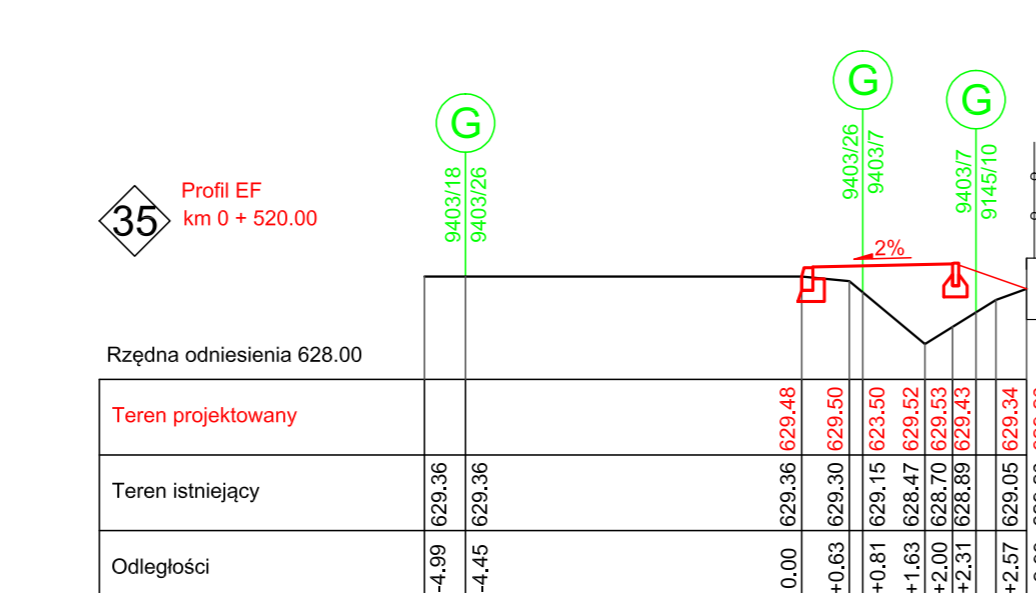 G
G
G
9403/18
9403/26
9403/26
9403/7
9403/7
9145/10
35
Profil EF
km 0 + 520.00
2%
Rzędna odniesienia 628.00
Teren projektowany 629.48 629.50 623.50 629.52 629.53 629.43 629.34
Teren istniejący 629.36 629.36 629.36 629.30 629.15 628.47 628.70 628.89 629.05
Odległości -4.99 -4.45 0.00 +0.63 +0.81 +1.63 +2.00 +2.31 +2.57